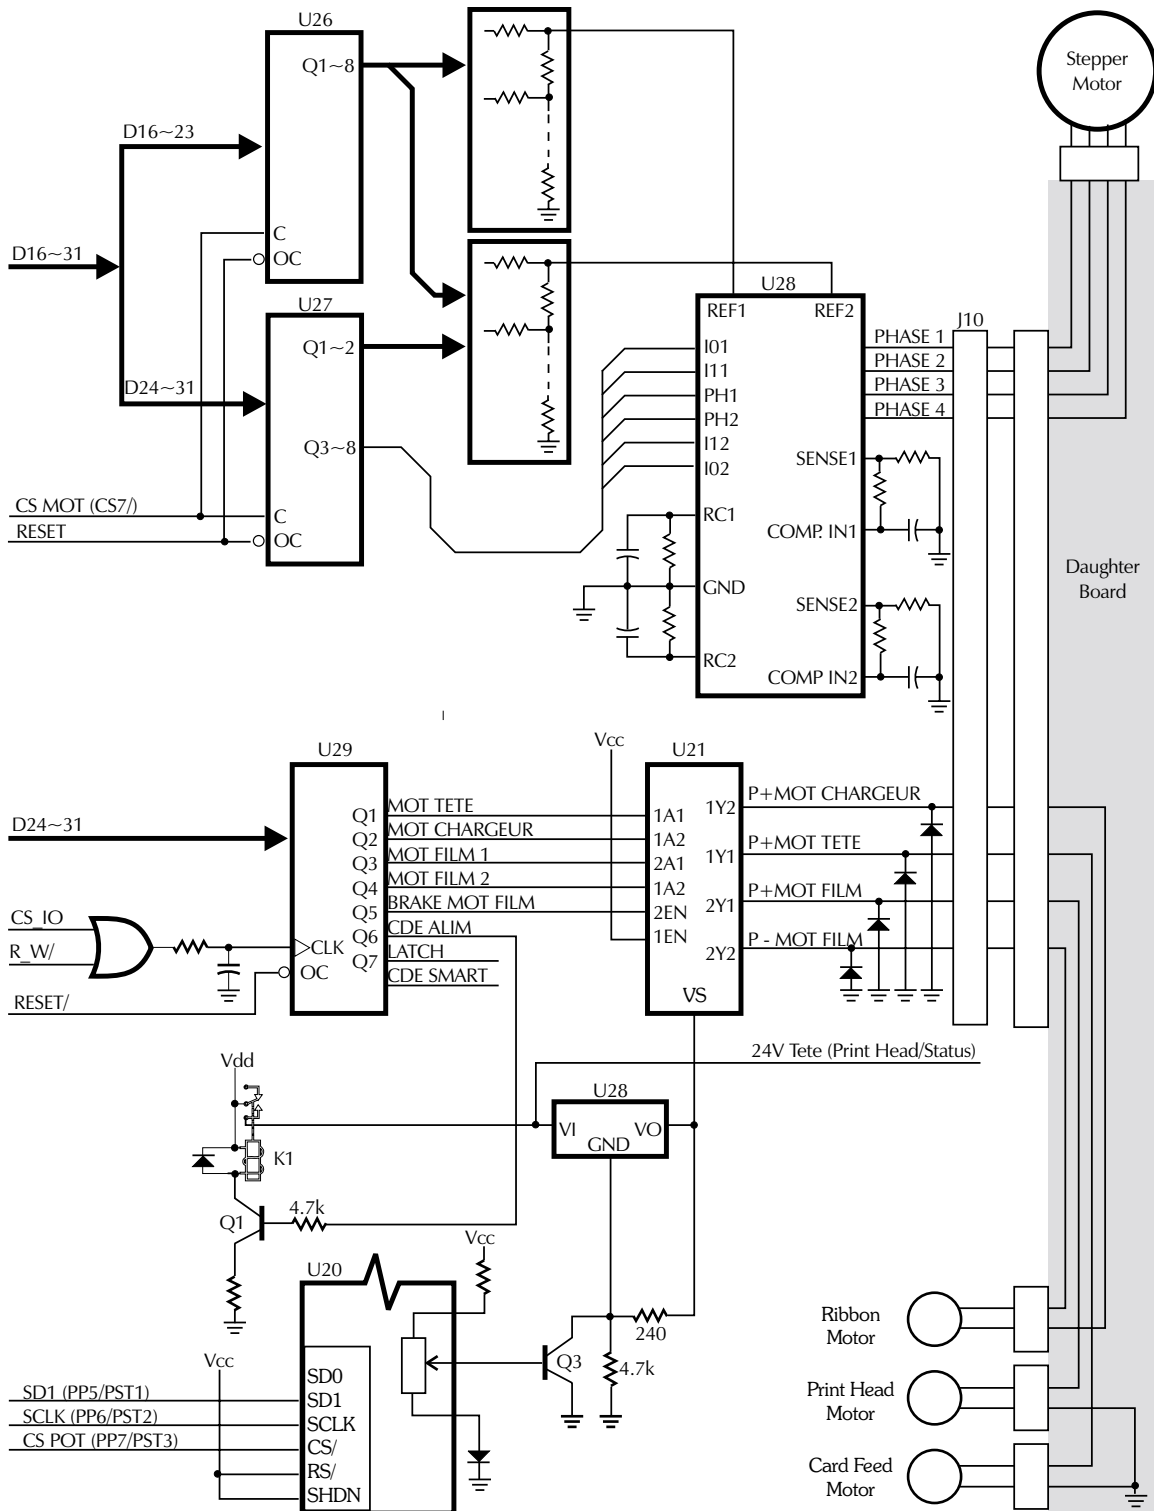 U26
Q1~8
Stepper
Motor
D16~23
C
OC
D16~31
U27
U28
REF1
REF2
J10
Q1~2
PHASE 1
I01
PHASE 2
I11
D24~31
PHASE 3
PH1
PHASE 4
PH2
Q3~8
I12
SENSE1
I02
CS MOT (CS7/)
C
RC1
RESET
OC
COMP. IN1
Daughter
Board
GND
SENSE2
RC2
COMP IN2
U29
Vcc
U21
MOT TETE
P+MOT CHARGEUR
Q1
1A1
1Y2
D24~31
MOT CHARGEUR
Q2
1A2
MOT FILM 1
P+MOT TETE
Q3
2A1
1Y1
MOT FILM 2
Q4
1A2
P+MOT FILM
BRAKE MOT FILM
Q5
2EN
2Y1
CS_IO
CDE ALIM
Q6
1EN
P - MOT FILM
R_W/
CLK
LATCH
Q7
2Y2
OC
CDE SMART
RESET/
VS
Vdd
24V Tete (Print Head/Status)
U28
VI
VO
GND
K1
4.7k
Q1
Vcc
U20
Ribbon
Motor
240
Vcc
Q3
4.7k
SD0
Print Head
Motor
SD1 (PP5/PST1)
SD1
SCLK (PP6/PST2)
SCLK
CS POT (PP7/PST3)
CS/
RS/
Card Feed
Motor
SHDN